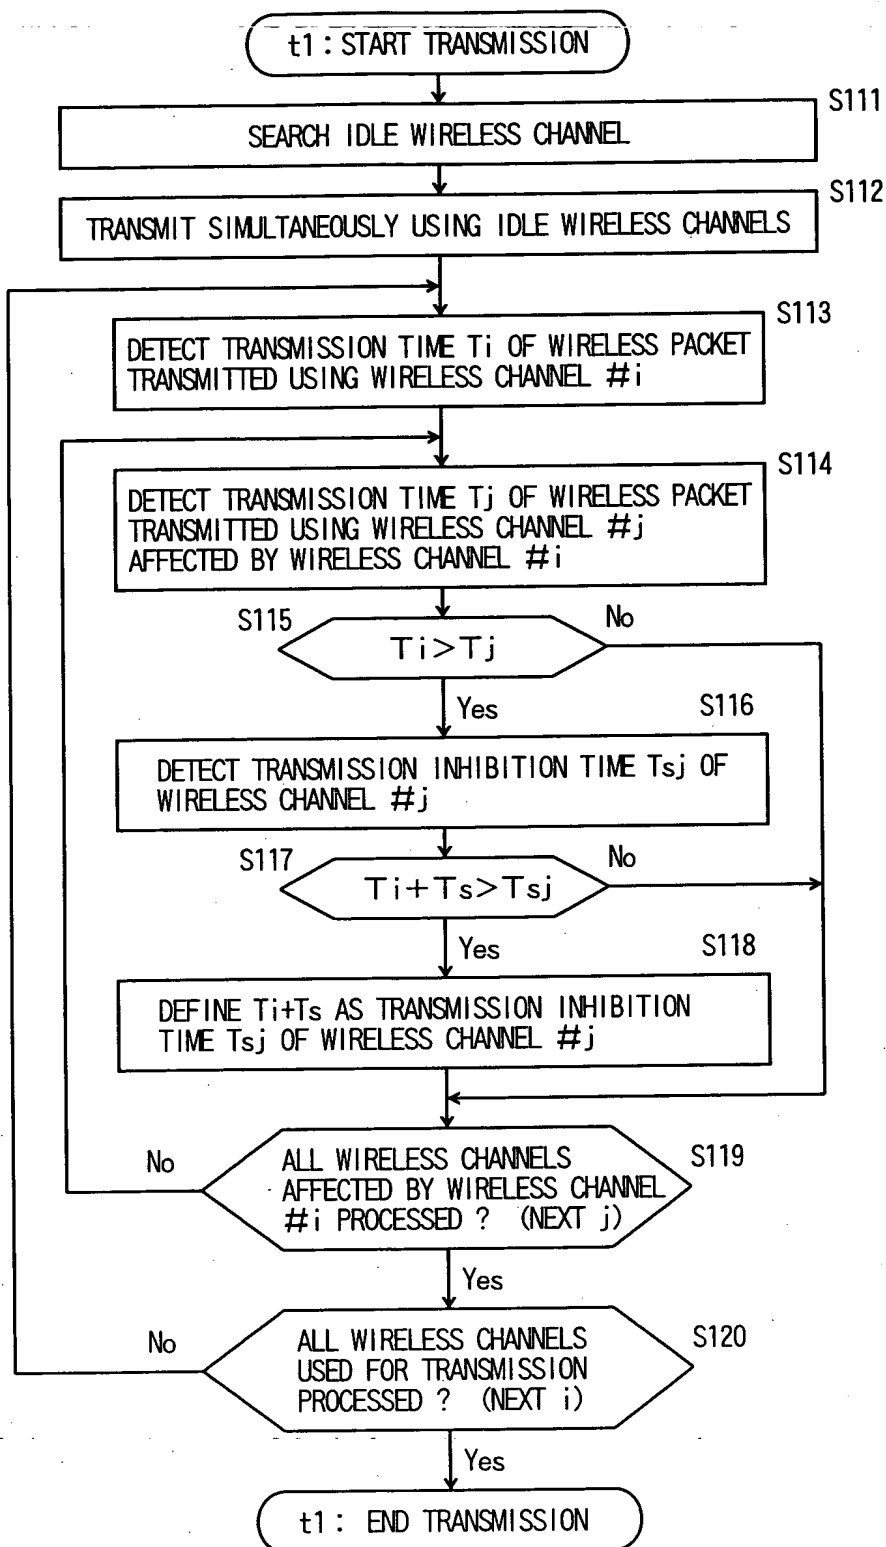 t1 : START TRANSMISSION
S111
SEARCH IDLE WIRELESS CHANNEL
S112
TRANSMIT SIMULTANEOUSLY USING IDLE WIRELESS CHANNELS
S113
DETECT TRANSMISSION TIME Ti OF WIRELESS PACKET
TRANSMITTED USING WIRELESS CHANNEL #i
S114
DETECT TRANSMISSION TIME Tj OF WIRELESS PACKET
TRANSMITTED USING WIRELESS CHANNEL #j
AFFECTED BY WIRELESS CHANNEL #i
S115
No
Ti>Tj
Yes
S116
DETECT TRANSMISSION INHIBITION TIME Tsj OF
WIRELESS CHANNEL #j
S117
No
Ti+Ts>Tsj
Yes
S118
DEFINE Ti+Ts AS TRANSMISSION INHIBITION
TIME Tsj OF WIRELESS CHANNEL #j
No
S119
ALL WIRELESS CHANNELS
AFFECTED BY WIRELESS CHANNEL
#i PROCESSED ? (NEXT j)
Yes
No
S120
ALL WIRELESS CHANNELS
USED FOR TRANSMISSION
PROCESSED ? (NEXT i)
Yes
t1 : END TRANSMISSION